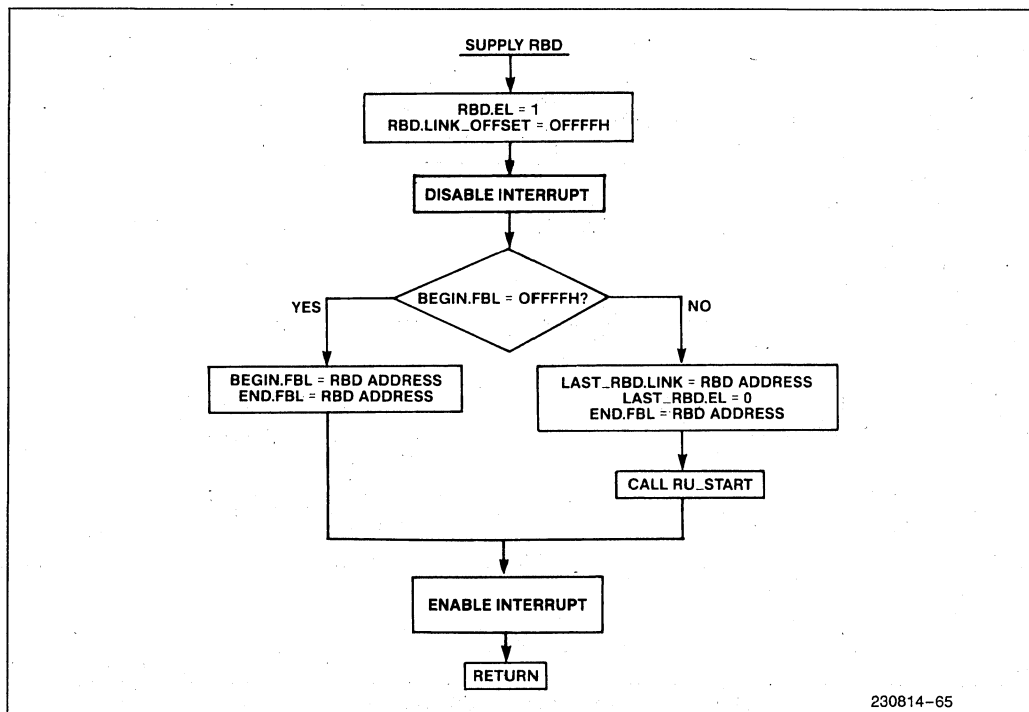 SUPPLY RBD
RBD.EL = 1
RBD.LINK_OFFSET = OFFFFH
DISABLE INTERRUPT
BEGIN.FBL = OFFFFH?
YES
NO
BEGIN.FBL = RBD ADDRESS
END.FBL = RBD ADDRESS
LAST_RBD.LINK = RBD ADDRESS
LAST_RBD.EL = 0
END.FBL = RBD ADDRESS
CALL RU_START
ENABLE INTERRUPT
RETURN
230814-65